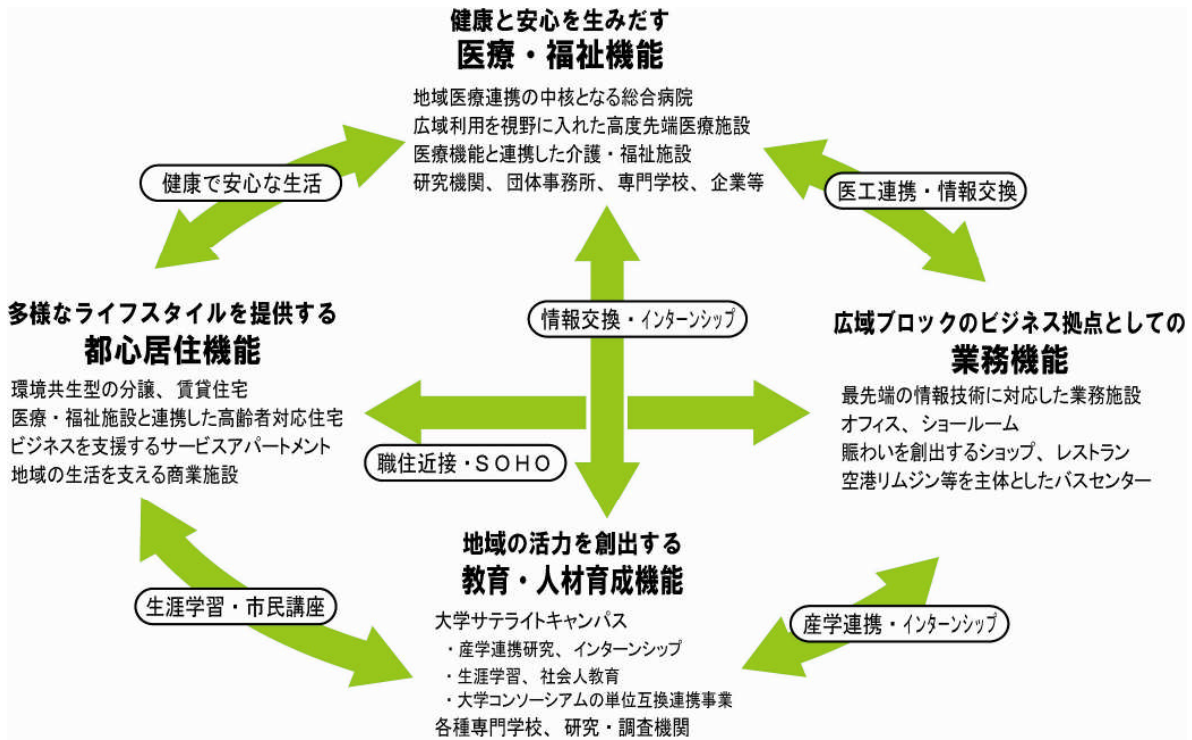 健康と安心を生みだす
医療・福祉機能
地域医療連携の中核となる総合病院
広域利用を視野に入れた高度先端医療施設
医療機能と連携した介護・福祉施設
研究機関、団体事務所、専門学校、企業等
健康で安心な生活
医工連携・情報交換
情報交換・インターンシップ
多様なライフスタイルを提供する
都心居住機能
環境共生型の分譲、賃貸住宅
医療・福祉施設と連携した高齢者対応住宅
ビジネスを支援するサービスアパートメント
地域の生活を支える商業施設
広域ブロックのビジネス拠点としての
業務機能
最先端の情報技術に対応した業務施設
オフィス、ショールーム
賑わいを創出するショップ、レストラン
空港リムジン等を主体としたバスセンター
職住近接・SOHO
地域の活力を創出する
教育・人材育成機能
大学サテライトキャンパス
・産学連携研究、インターンシップ
・生涯学習、社会人教育
・大学コンソーシアムの単位互換連携事業
各種専門学校、研究・調査機関
生涯学習・市民講座
産学連携・インターンシップ